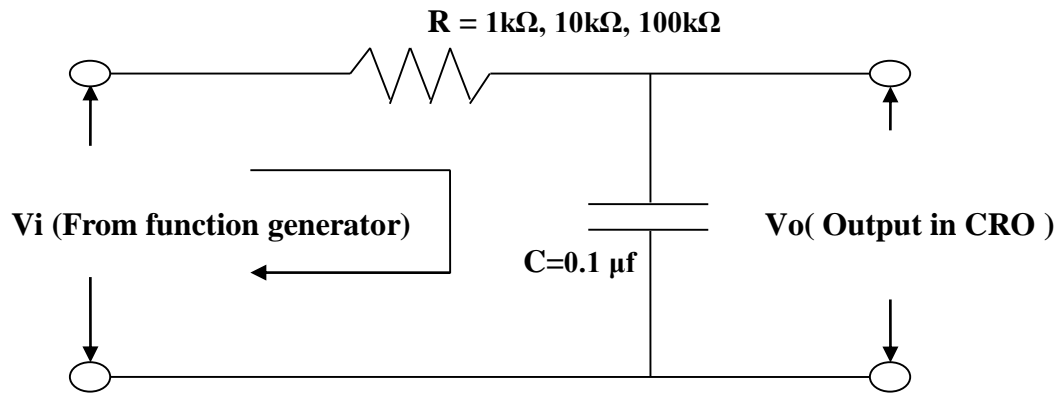 R = 1kΩ, 10kΩ, 100kΩ
Vi (From function generator)
Vo( Output in CRO )
C=0.1 µf